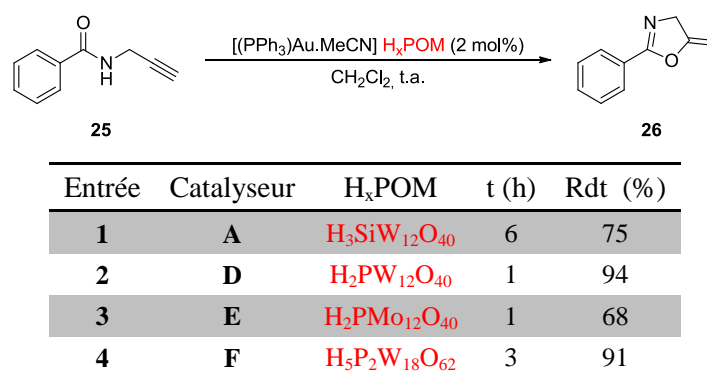 O
N
H
25
[(PPh₃)Au.MeCN] HₓPOM (2 mol%)
CH₂Cl₂, t.a.
N
O
26
Entrée Catalyseur HₓPOM t (h) Rdt (%)
1 A H₃SiW₁₂O₄₀ 6 75
2 D H₂PW₁₂O₄₀ 1 94
3 E H₂PMo₁₂O₄₀ 1 68
4 F H₅P₂W₁₈O₆₂ 3 91